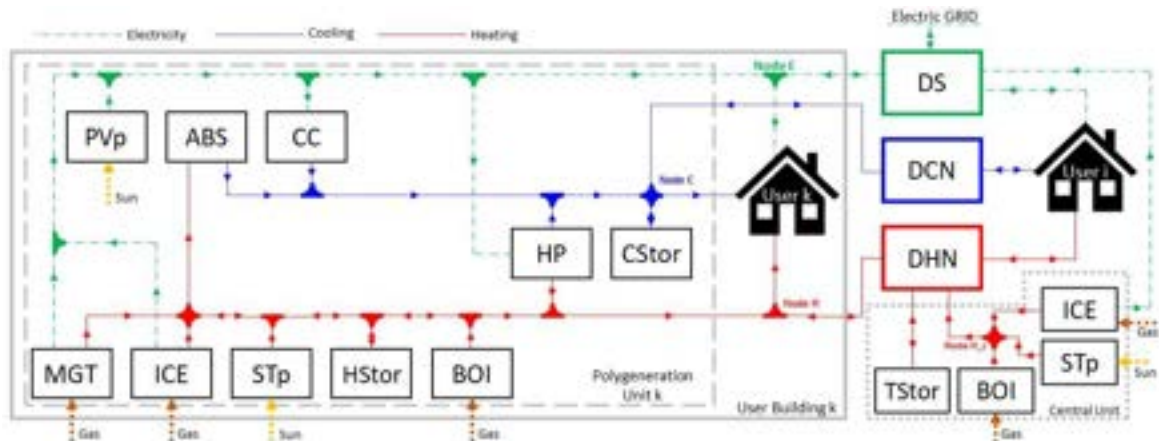 Electric GRID
Electricity
Cooling
Heating
Node E
DS
PVp
ABS
CC
Sun
Node C
User k
DCN
User i
HP
CStor
DHN
Node H
MGT
ICE
STp
HStor
BOI
Polygeneration
Unit k
User Building k
Gas
Gas
Sun
Gas
ICE
Gas
STp
Sun
TStor
BOI
Central Unit
Gas